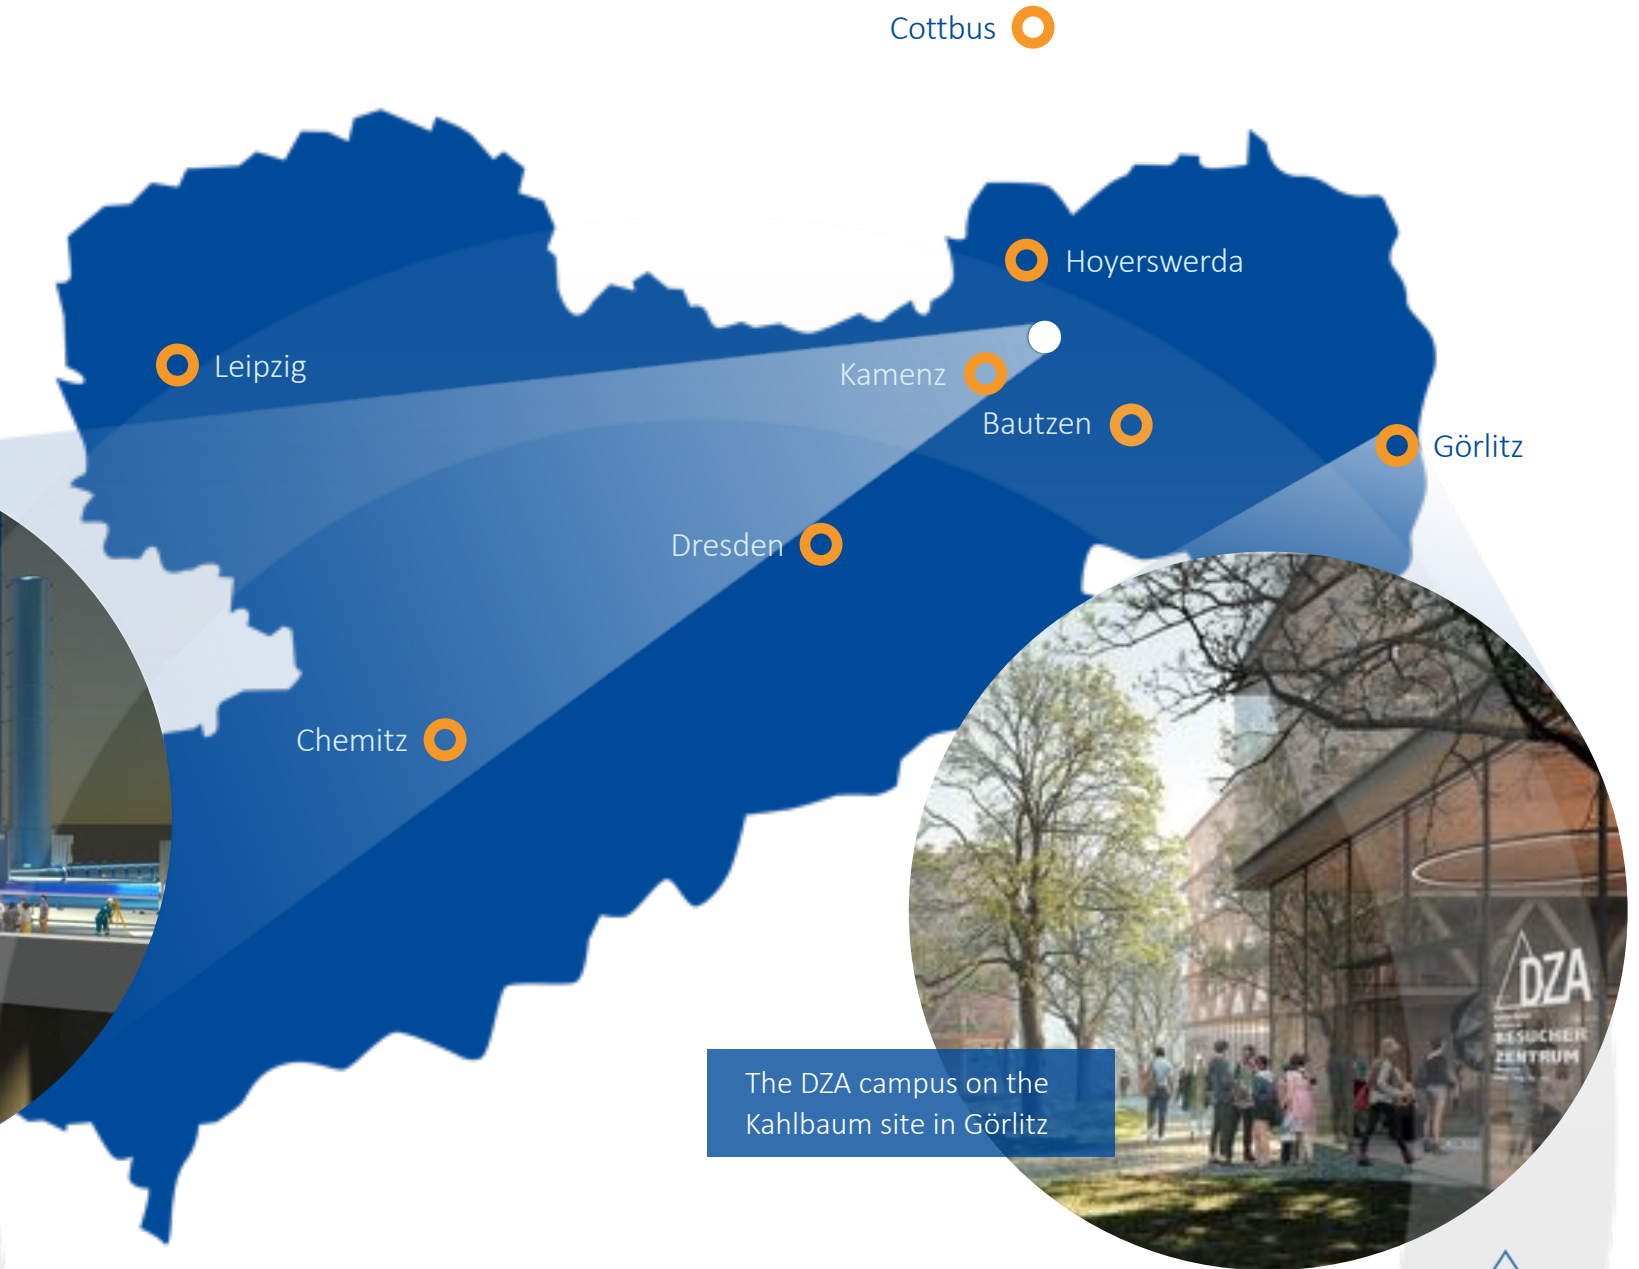 Cottbus
Hoyerswerda
Leipzig
Kamenz
Bautzen
Görlitz
Dresden
Chemitz
DZA
BESUCHER
ZENTRUM
The DZA campus on the
Kahlbaum site in Görlitz